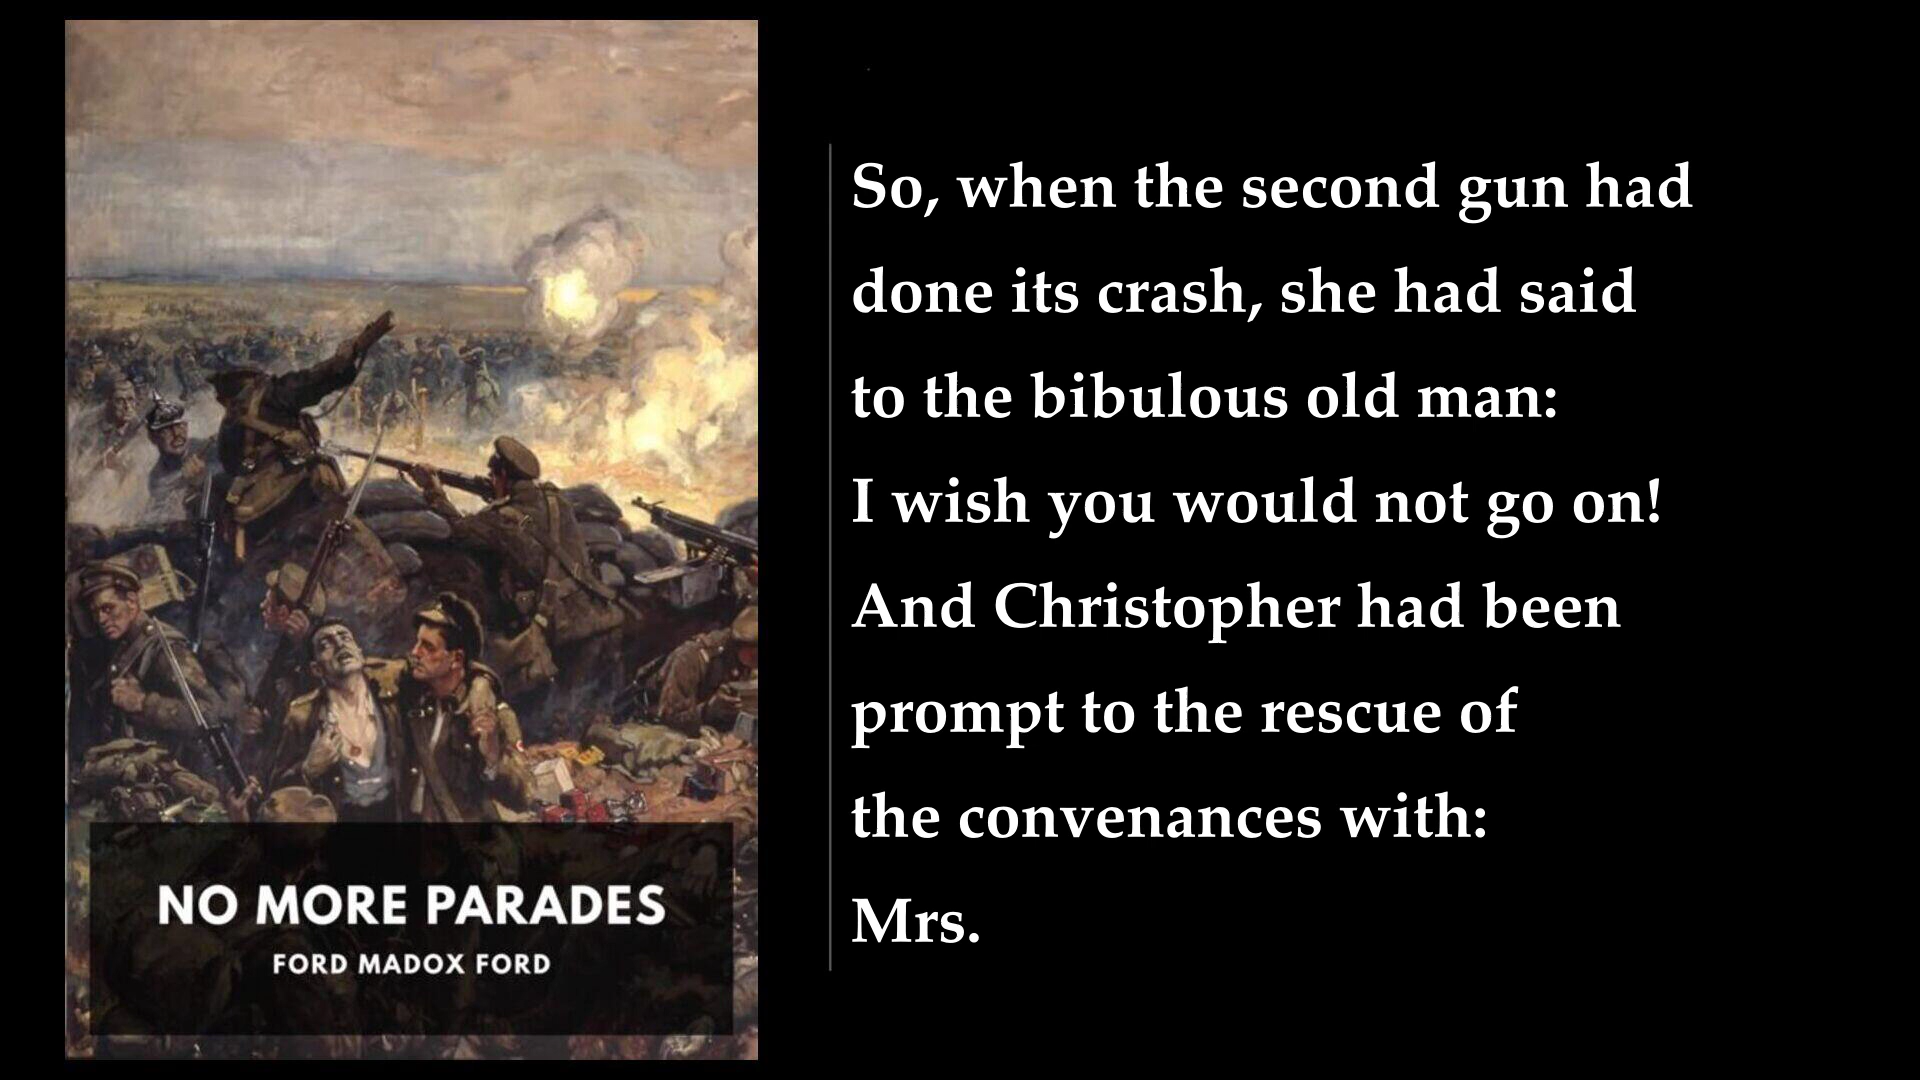 NO MORE PARADES
FORD MADOX FORD
So, when the second gun had
done its crash, she had said
to the bibulous old man:
I wish you would not go on!
And Christopher had been
prompt to the rescue of
the convenances with:
Mrs.